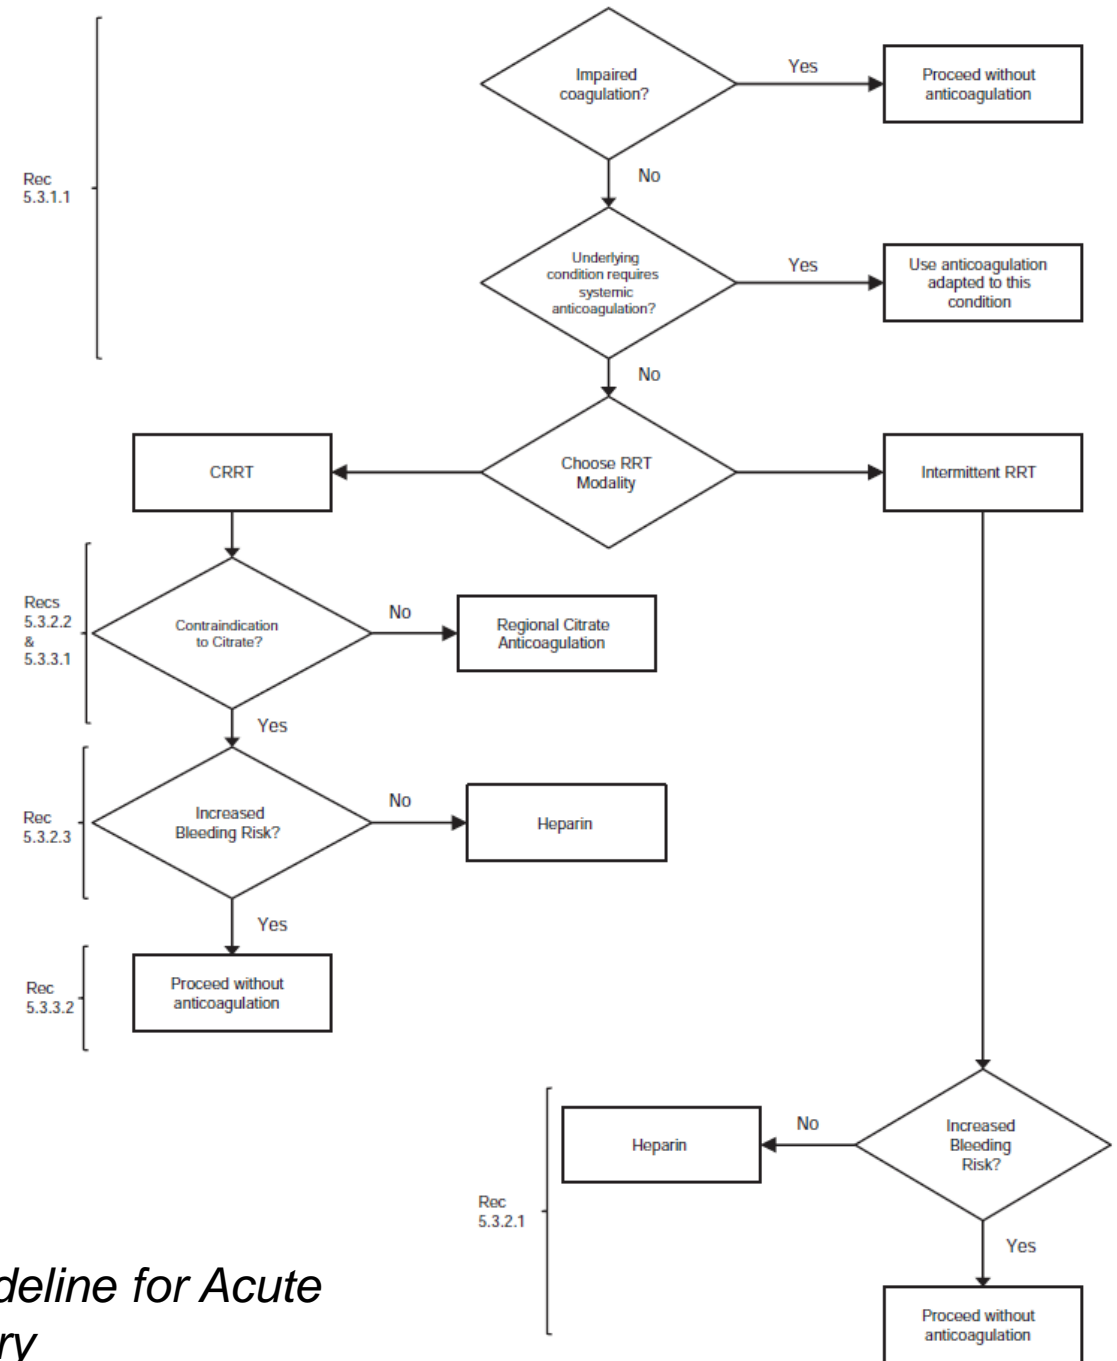 Impaired
coagulation?
Yes
Proceed without
anticoagulation
Rec
5.3.1.1
No
Underlying
condition requires
systemic
anticoagulation?
Yes
Use anticoagulation
adapted to this
condition
No
CRRT
Choose RRT
Modality
Intermittent RRT
Recs
5.3.2.2
&
5.3.3.1
Contraindication
to Citrate?
No
Regional Citrate
Anticoagulation
Yes
Rec
5.3.2.3
Increased
Bleeding Risk?
No
Heparin
Yes
Rec
5.3.3.2
Proceed without
anticoagulation
Rec
5.3.2.1
Heparin
No
Increased
Bleeding
Risk?
Yes
Proceed without
anticoagulation
deline for Acute
ry